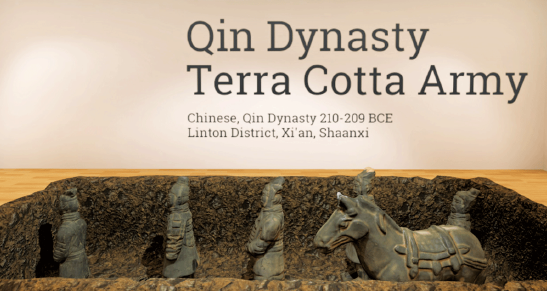 Qin Dynasty
Terra Cotta Army
Chinese, Qin Dynasty 210-209 BCE
Linton District, Xi'an, Shaanxi